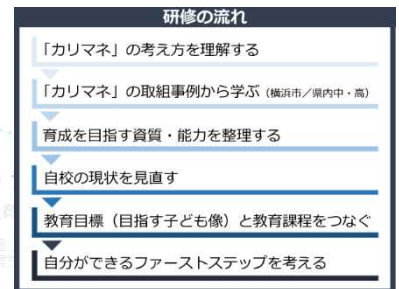 研修の流れ
「カリマネ」の考え方を理解する
「カリマネ」の取組事例から学ぶ（横浜市／県内中・高）
育成を目指す資質・能力を整理する
自校の現状を見直す
教育目標（目指す子ども像）と教育課程をつなぐ
自分ができるファーストステップを考える